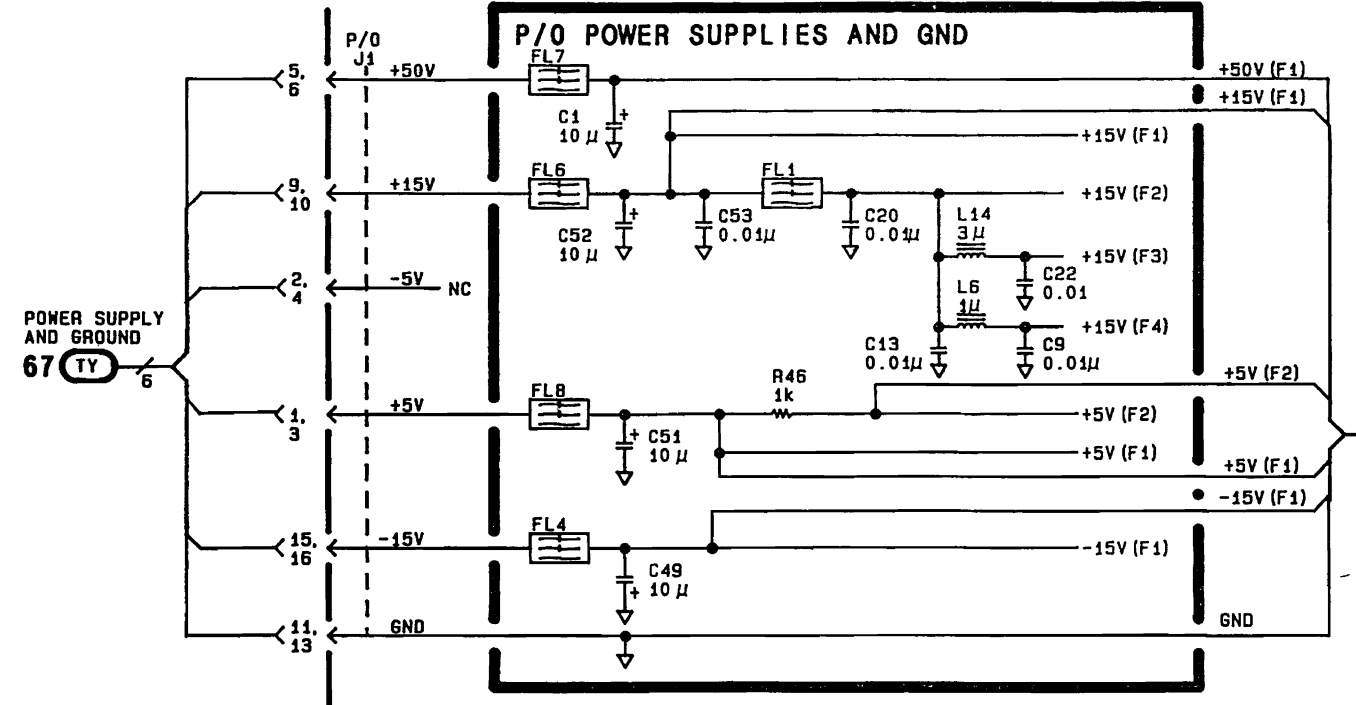 P/O POWER SUPPLIES AND GND
P/O
J1
5,
6
+50V
FL7
C1
10 µ
+
+50V (F1)
+15V (F1)
+15V (F1)
9,
10
+15V
FL6
C52
10 µ
+
C53
0.01µ
FL1
C20
0.01µ
+15V (F2)
L14
3µ
+15V (F3)
C22
0.01
L6
1µ
+15V (F4)
C13
0.01µ
C9
0.01µ
2,
4
-5V
NC
POWER SUPPLY
AND GROUND
67 TY
6
1,
3
+5V
FL8
C51
10 µ
+
R46
1k
+5V (F2)
+5V (F2)
+5V (F1)
+5V (F1)
-15V (F1)
15,
16
-15V
FL4
C49
10 µ
+
-15V (F1)
11,
13
GND
GND